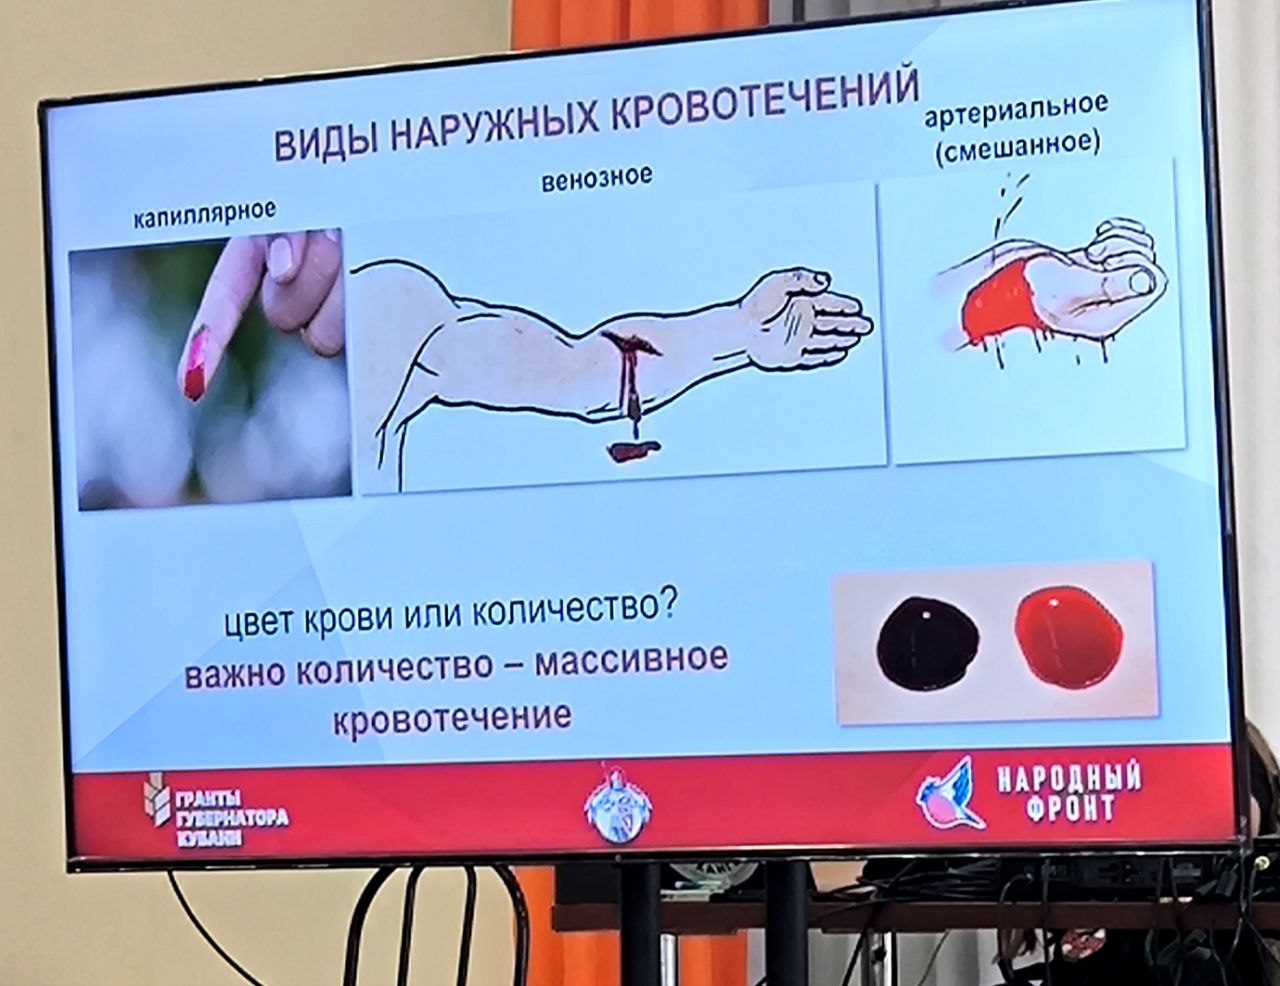 ВИДЫ НАРУЖНЫХ КРОВОТЕЧЕНИЙ
капиллярное
венозное
артериальное
(смешанное)
цвет крови или количество?
важно количество – массивное
кровотечение
ГРАНТЫ
ГУБЕРНАТОРА
КУБАНИ
НАРОДНЫЙ
ФРОНТ